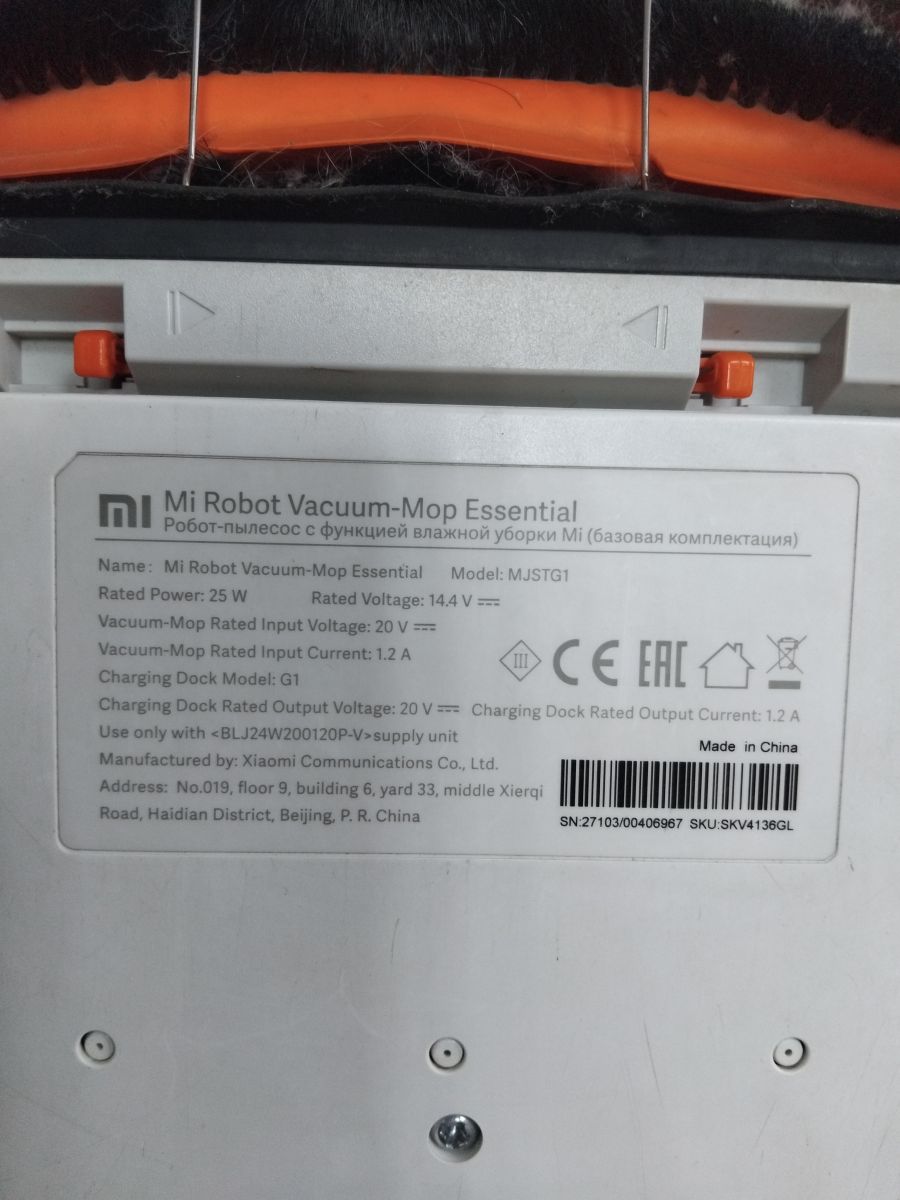 mi Mi Robot Vacuum-Mop Essential
Робот-пылесос с функцией влажной уборки Mi (базовая комплектация)
Name: Mi Robot Vacuum-Mop Essential Model: MJSTG1
Rated Power: 25 W Rated Voltage: 14.4 V
Vacuum-Mop Rated Input Voltage: 20 V
Vacuum-Mop Rated Input Current: 1.2 A
Charging Dock Model: G1
Charging Dock Rated Output Voltage: 20 V Charging Dock Rated Output Current: 1.2 A
Use only with <BLJ24W200120P-V>supply unit
Manufactured by: Xiaomi Communications Co., Ltd.
Address: No.019, floor 9, building 6, yard 33, middle Xierqi
Road, Haidian District, Beijing, P. R. China
III CE EAC
Made in China
SN:27103/00406967 SKU:SKV4136GL